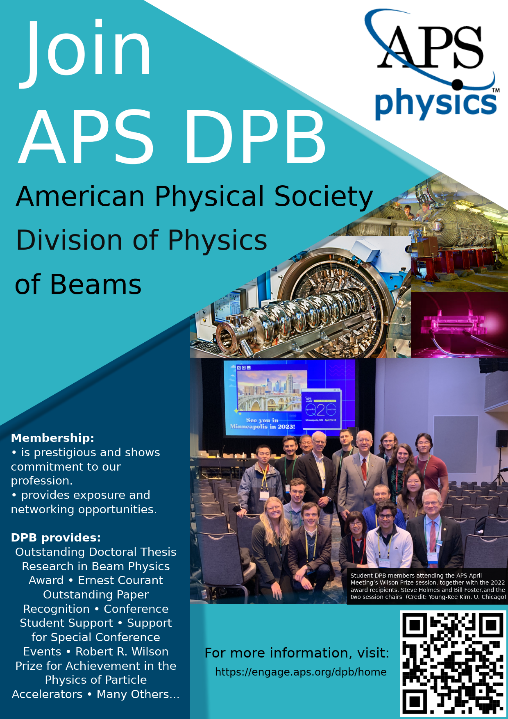 Join
APS DPB
APS
physics™
American Physical Society
Division of Physics
of Beams
See you in
Minneapolis in 2023!
Membership:
• is prestigious and shows
commitment to our
profession.
• provides exposure and
networking opportunities.
DPB provides:
Outstanding Doctoral Thesis
Research in Beam Physics
Award • Ernest Courant
Outstanding Paper
Recognition • Conference
Student Support • Support
for Special Conference
Events • Robert R. Wilson
Prize for Achievement in the
Physics of Particle
Accelerators • Many Others...
Student DPB members attending the APS April
Meeting's Wilson Prize session, together with the 2022
award recipients, Steve Holmes and Bill Foster,and the
two session chairs (Credit: Young-Kee Kim, U. Chicago)
For more information, visit:
https://engage.aps.org/dpb/home